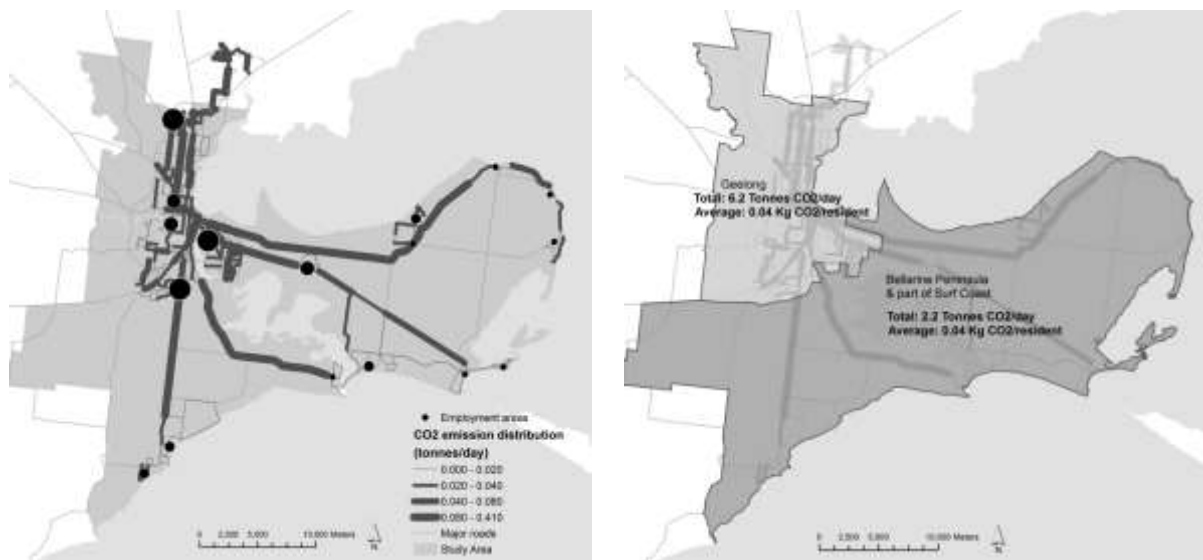 Employment areas
CO2 emission distribution
(tonnes/day)
0.000 - 0.020
0.020 - 0.040
0.040 - 0.080
0.080 - 0.410
Major roads
Study Area
0 2,500 5,000 10,000 Meters
N
Geelong
Total: 6.2 Tonnes CO2/day
Average: 0.04 Kg CO2/resident
Bellarine Peninsula
& part of Surf Coast
Total: 2.2 Tonnes CO2/day
Average: 0.04 Kg CO2/resident
0 2,500 5,000 10,000 Meters
N